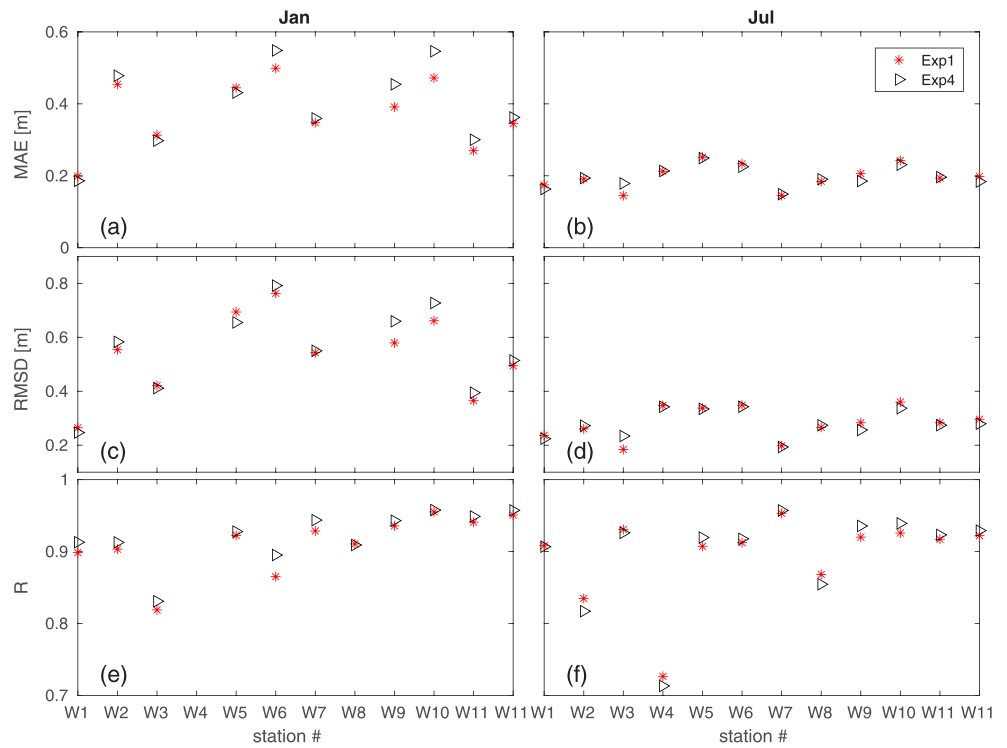 Jan
Jul
0.6
0.4
0.2
0
MAE [m]
(a)
(b)
Exp1
Exp4
0.8
0.6
0.4
0.2
RMSD [m]
(c)
(d)
1
0.9
0.8
0.7
R
(e)
(f)
W1 W2 W3 W4 W5 W6 W7 W8 W9 W10 W11 W11
W1 W2 W3 W4 W5 W6 W7 W8 W9 W10 W11 W11
station #
station #